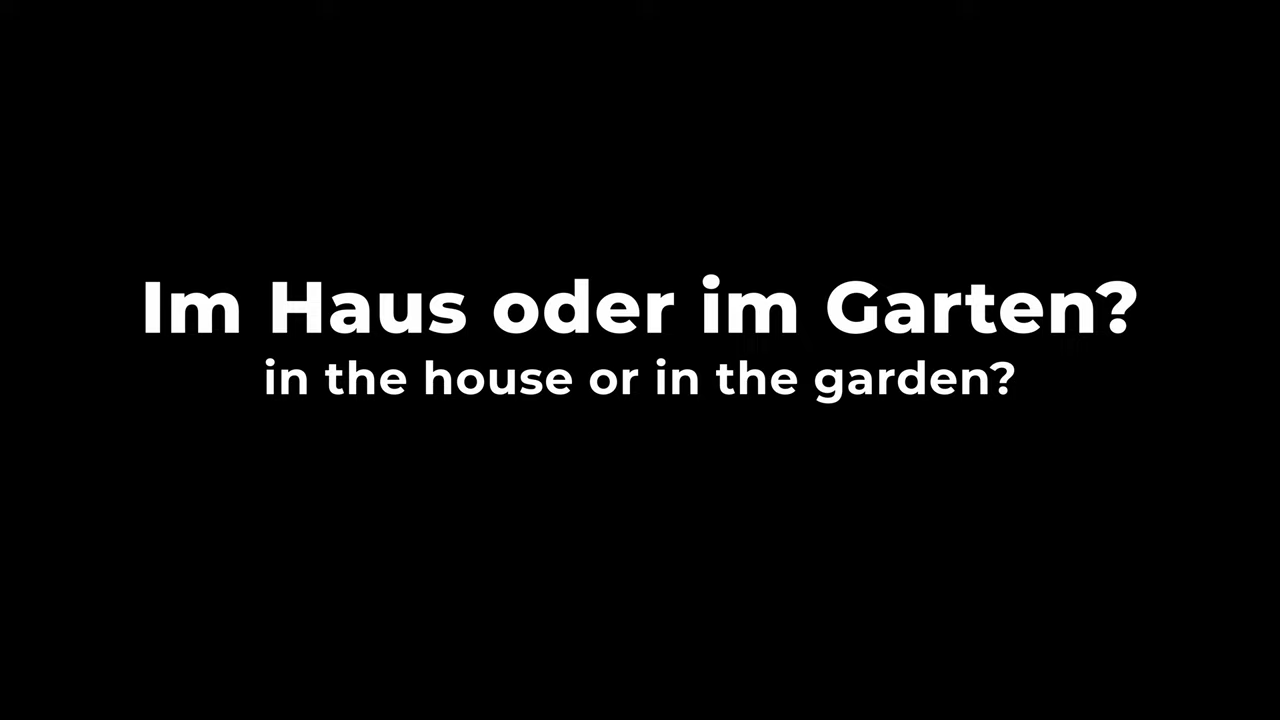 Im Haus oder im Garten?
in the house or in the garden?